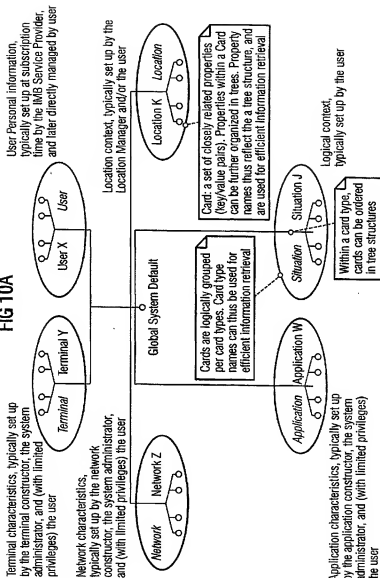 FIG 10A
Terminal characteristics, typically set up
by the terminal constructor, the system
administrator, and (with limited
privileges) the user
Terminal
Terminal Y
User X
User
User Personal information,
typically set up at subscription
time by the IMB Service Provider,
and later directly managed by user
Network characteristics,
typically set up by the network
constructor, the system administrator,
and (with limited privileges) the user
Network
Network Z
Global System Default
Location context, typically set up by the
Location Manager and/or the user
Location K
Location
Cards are logically grouped
per card types. Card type
names can thus be used for
efficient information retrieval
Card: a set of closely related properties
(key/value pairs). Properties within a Card
can be further organized in trees. Property
names thus reflect the a tree structure, and
are used for efficient information retrieval
Application
Application W
Situation
Situation J
Application characteristics, typically set up
by the application constructor, the system
administrator, and (with limited privileges)
the user
Within a card type,
cards can be ordered
in tree structures
Logical context,
typically set up by the user